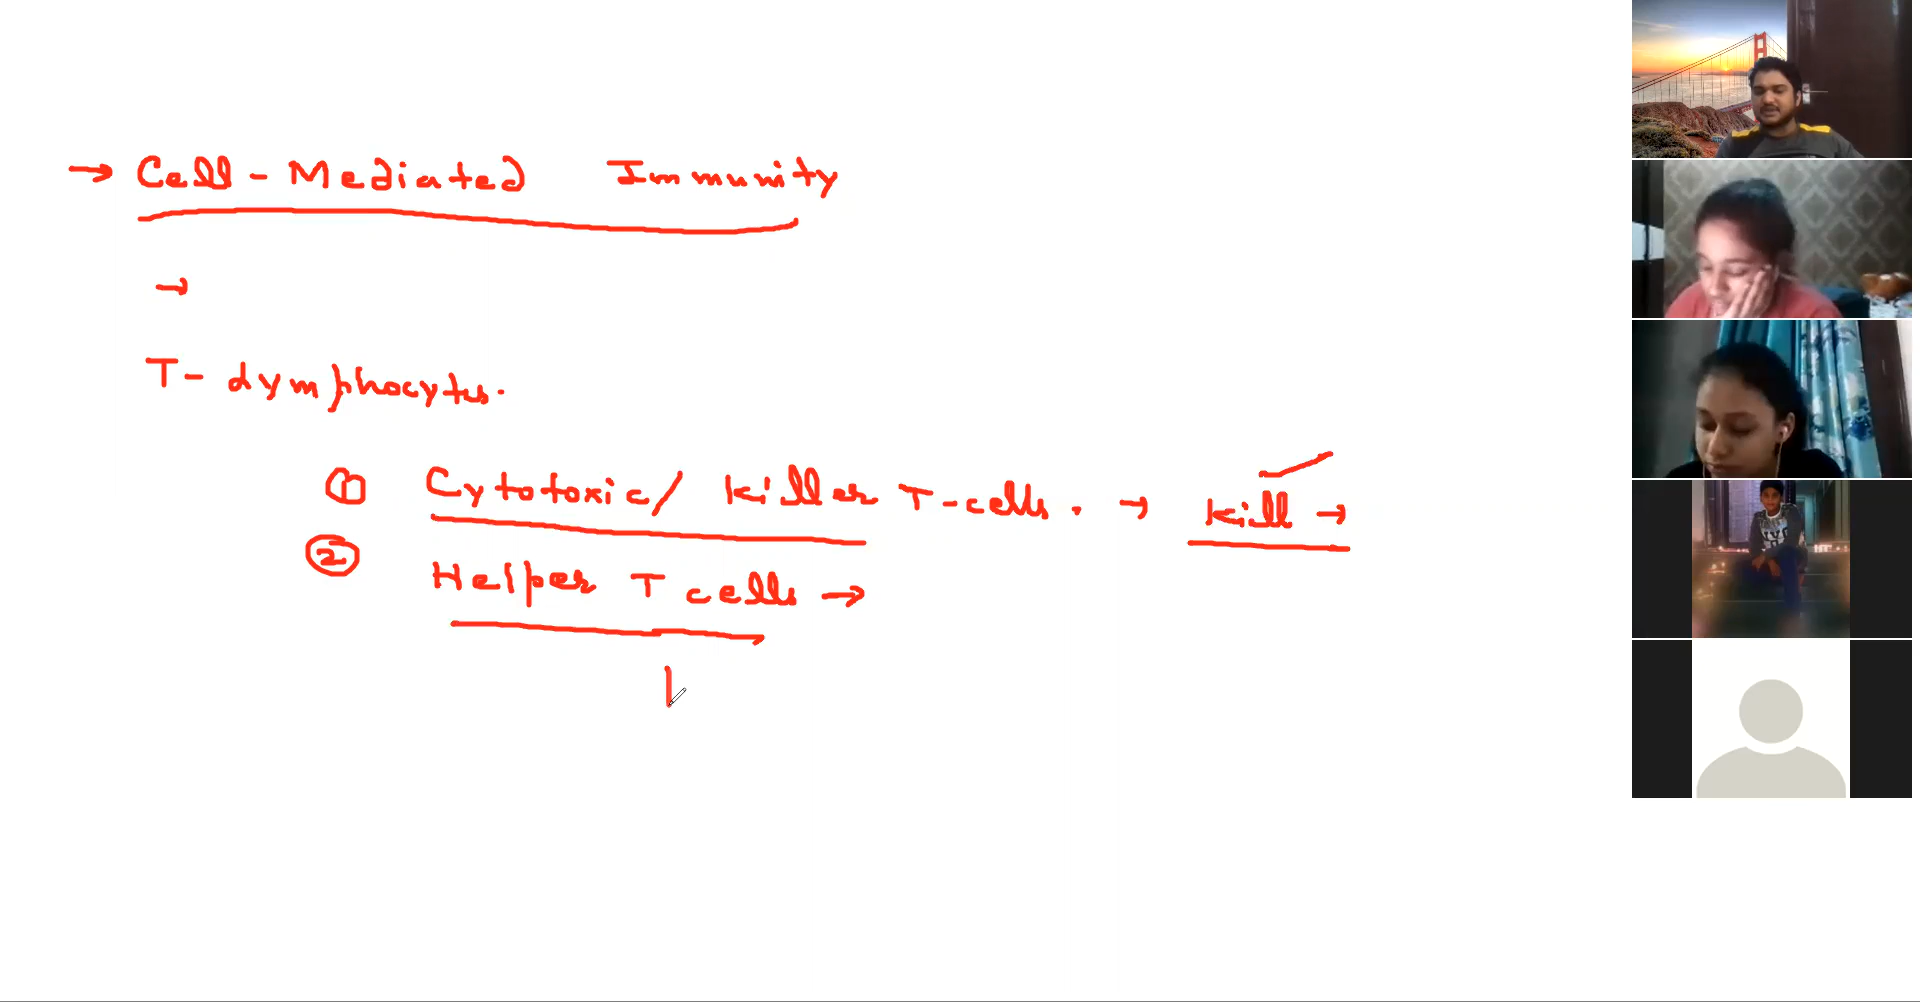 → Cell - Mediated Immunity
→
T - Lymphocytes.
① Cytotoxic / Killer T-cells. → Kill →
② Helper T cells →